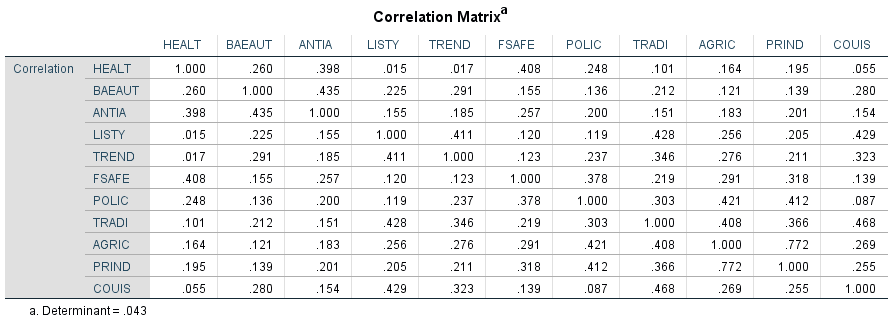 Correlation Matrixa
HEALT BAEAUT ANTIA LISTY TREND FSAFE POLIC TRADI AGRIC PRIND COUIS
Correlation HEALT 1.000 .260 .398 .015 .017 .408 .248 .101 .164 .195 .055
BAEAUT .260 1.000 .435 .225 .291 .155 .136 .212 .121 .139 .280
ANTIA .398 .435 1.000 .155 .185 .257 .200 .151 .183 .201 .154
LISTY .015 .225 .155 1.000 .411 .120 .119 .428 .256 .205 .429
TREND .017 .291 .185 .411 1.000 .123 .237 .346 .276 .211 .323
FSAFE .408 .155 .257 .120 .123 1.000 .378 .219 .291 .318 .139
POLIC .248 .136 .200 .119 .237 .378 1.000 .303 .421 .412 .087
TRADI .101 .212 .151 .428 .346 .219 .303 1.000 .408 .366 .468
AGRIC .164 .121 .183 .256 .276 .291 .421 .408 1.000 .772 .269
PRIND .195 .139 .201 .205 .211 .318 .412 .366 .772 1.000 .255
COUIS .055 .280 .154 .429 .323 .139 .087 .468 .269 .255 1.000
a. Determinant = .043